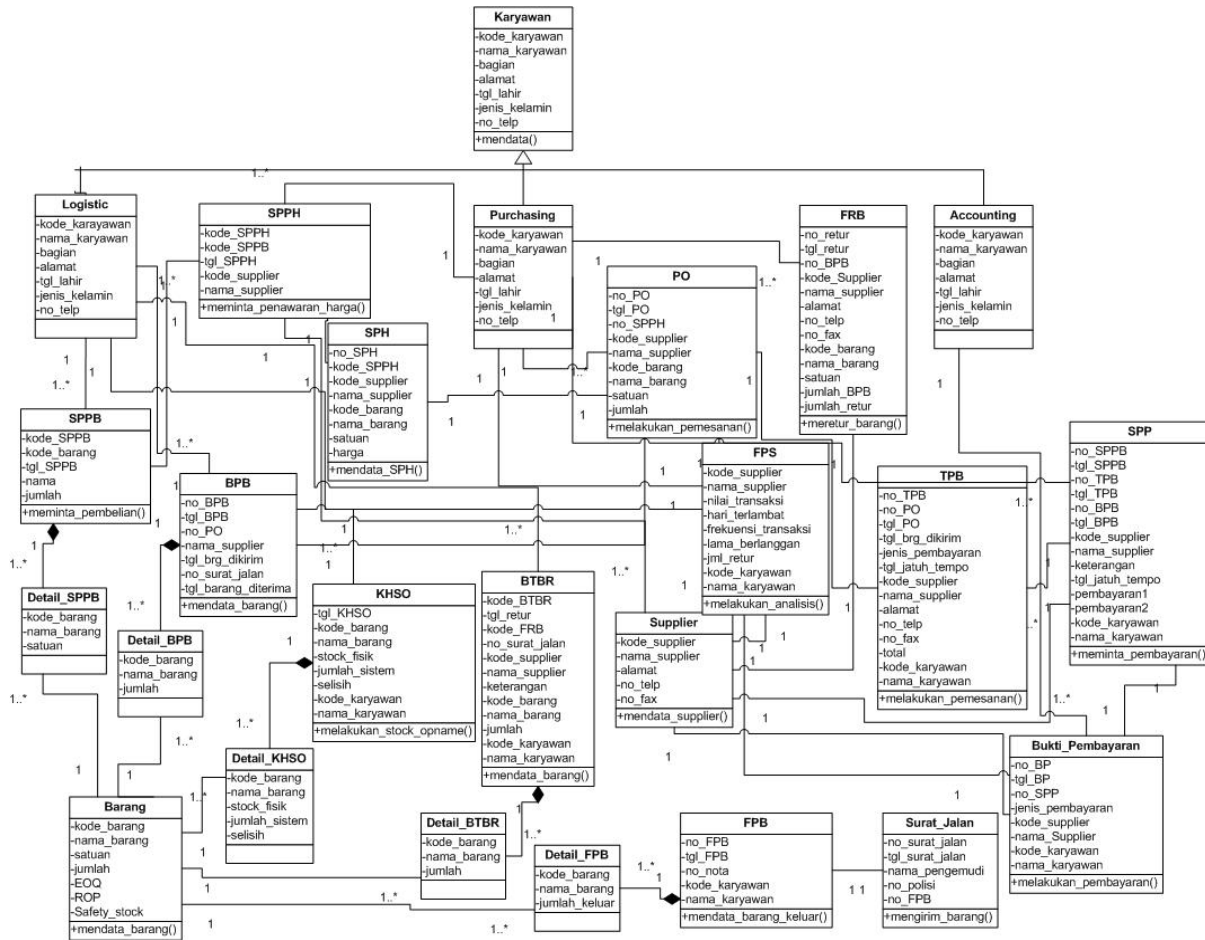 Karyawan
-kode_karyawan
-nama_karyawan
-bagian
-alamat
-tgl_lahir
-jenis_kelamin
-no_telp
+mendata()
1..*
Logistic
-kode_karayawan
-nama_karyawan
-bagian
-alamat
-tgl_lahir
-jenis_kelamin
-no_telp
SPPH
-kode_SPPH
-kode_SPPB
-tgl_SPPH
-kode_supplier
-nama_supplier
+meminta_penawaran_harga()
Purchasing
-kode_karyawan
-nama_karyawan
-bagian
-alamat
-tgl_lahir
-jenis_kelamin
-no_telp
FRB
-no_retur
-tgl_retur
-no_BPB
-kode_Supplier
-nama_supplier
-alamat
-no_telp
-no_fax
-kode_barang
-nama_barang
-satuan
-jumlah_BPB
-jumlah_retur
+meretur_barang()
Accounting
-kode_karyawan
-nama_karyawan
-bagian
-alamat
-tgl_lahir
-jenis_kelamin
-no_telp
PO
-no_PO
-tgl_PO
-no_SPPH
-kode_supplier
-nama_supplier
-kode_barang
-nama_barang
-satuan
-jumlah
+melakukan_pemesanan()
SPH
-no_SPH
-kode_SPPH
-kode_supplier
-nama_supplier
-kode_barang
-nama_barang
-satuan
-harga
+mendata_SPH()
SPPB
-kode_SPPB
-kode_barang
-tgl_SPPB
-nama
-jumlah
+meminta_pembelian()
BPB
-no_BPB
-tgl_BPB
-no_PO
-nama_supplier
-tgl_brg_dikirim
-no_surat_jalan
-tgl_barang_diterima
+mendata_barang()
FPS
-kode_supplier
-nama_supplier
-nilai_transaksi
-hari_terlambat
-frekuensi_transaksi
-lama_berlanggan
-jml_retur
-kode_karyawan
-nama_karyawan
+melakukan_analisis()
TPB
-no_TPB
-no_PO
-tgl_PO
-tgl_brg_dikirim
-jenis_pembayaran
-tgl_jatuh_tempo
-kode_supplier
-nama_supplier
-alamat
-no_telp
-no_fax
-total
-kode_karyawan
-nama_karyawan
+melakukan_pemesanan()
SPP
-no_SPPB
-tgl_SPPB
-no_TPB
-tgl_TPB
-no_BPB
-tgl_BPB
-kode_supplier
-nama_supplier
-keterangan
-tgl_jatuh_tempo
-pembayaran1
-pembayaran2
-kode_karyawan
-nama_karyawan
+meminta_pembayaran()
Detail_SPPB
-kode_barang
-nama_barang
-satuan
Detail_BPB
-kode_barang
-nama_barang
-jumlah
KHSO
-tgl_KHSO
-kode_barang
-nama_barang
-stock_fisik
-jumlah_sistem
-selisih
-kode_karyawan
-nama_karyawan
+melakukan_stock_opname()
BTBR
-kode_BTBR
-tgl_retur
-kode_FRB
-no_surat_jalan
-kode_supplier
-nama_supplier
-keterangan
-kode_barang
-nama_barang
-jumlah
-kode_karyawan
-nama_karyawan
+mendata_barang()
Supplier
-kode_supplier
-nama_supplier
-alamat
-no_telp
-no_fax
+mendata_supplier()
Detail_KHSO
-kode_barang
-nama_barang
-stock_fisik
-jumlah_sistem
-selisih
Bukti_Pembayaran
-no_BP
-tgl_BP
-no_SPP
-jenis_pembayaran
-kode_supplier
-nama_Supplier
-kode_karyawan
-nama_karyawan
+melakukan_pembayaran()
Barang
-kode_barang
-nama_barang
-satuan
-jumlah
-EOQ
-ROP
-Safety_stock
+mendata_barang()
Detail_BTBR
-kode_barang
-nama_barang
-jumlah
Detail_FPB
-kode_barang
-nama_barang
-jumlah_keluar
FPB
-no_FPB
-tgl_FPB
-no_nota
-kode_karyawan
-nama_karyawan
+mendata_barang_keluar()
1 1
Surat_Jalan
-no_surat_jalan
-tgl_surat_jalan
-nama_pengemudi
-no_polisi
-no_FPB
+mengirim_barang()